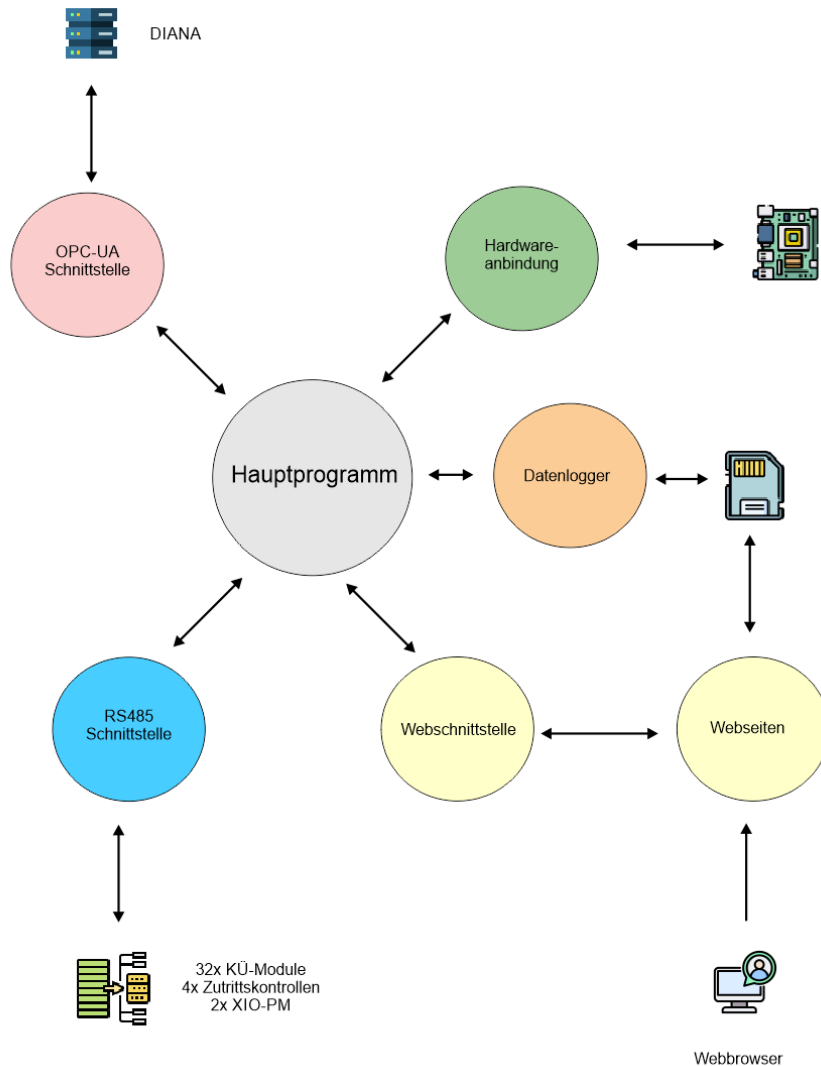 DIANA
OPC-UA
Schnittstelle
Hardware-
anbindung
Hauptprogramm
Datenlogger
RS485
Schnittstelle
Webschnittstelle
Webseiten
32x KÜ-Module
4x Zutrittskontrollen
2x XIO-PM
Webbrowser